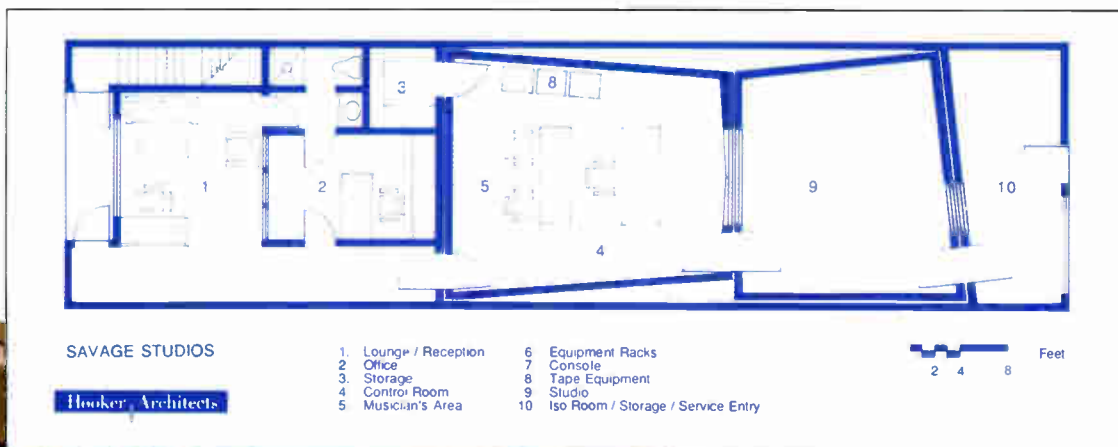 8
3
1
2
5
9
10
4
SAVAGE STUDIOS
Hooker Architects
1. Lounge / Reception
2 Office
3. Storage
4 Control Room
5 Musician's Area
6 Equipment Racks
7 Console
8 Tape Equipment
9 Studio
10 Iso Room / Storage / Service Entry
Feet
2 4 8